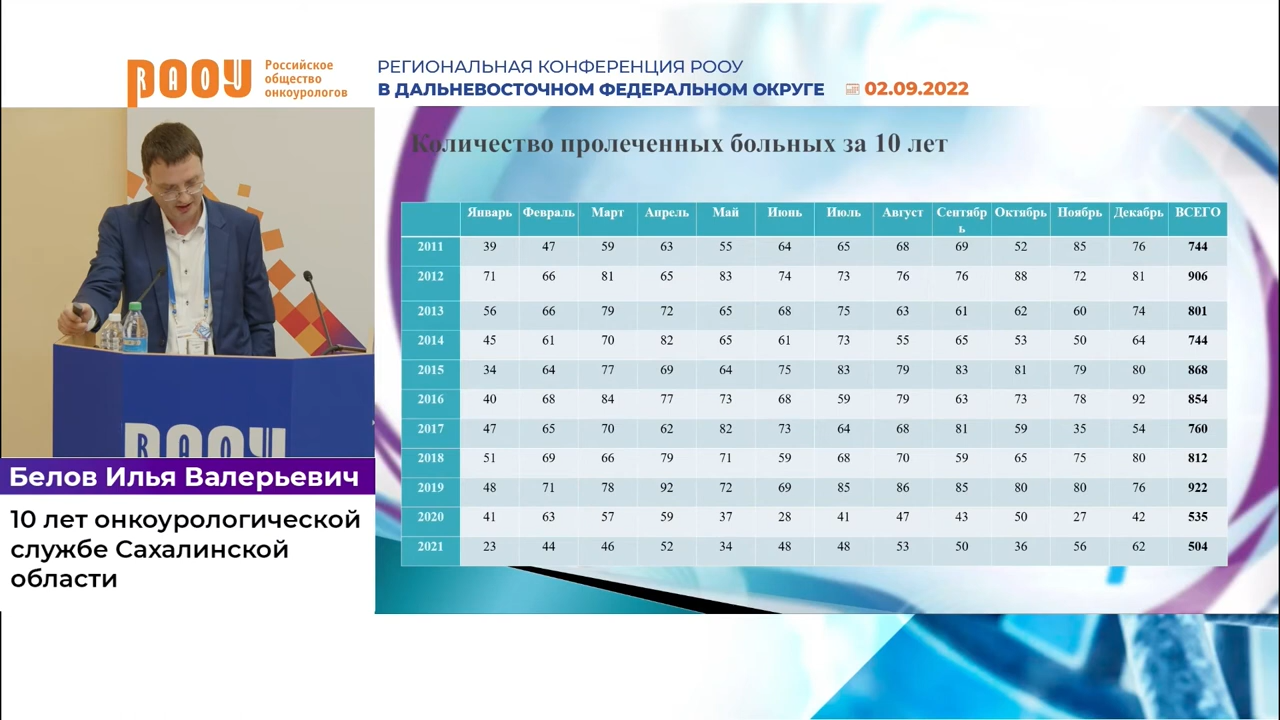 РООУ
Российское
общество
онкоурологов
РЕГИОНАЛЬНАЯ КОНФЕРЕНЦИЯ РООУ
В ДАЛЬНЕВОСТОЧНОМ ФЕДЕРАЛЬНОМ ОКРУГЕ 02.09.2022
Количество пролеченных больных за 10 лет
Январь Февраль Март Апрель Май Июнь Июль Август Сентябр Октябрь Ноябрь Декабрь ВСЕГО
ь
2011 39 47 59 63 55 64 65 68 69 52 85 76 744
2012 71 66 81 65 83 74 73 76 76 88 72 81 906
2013 56 66 79 72 65 68 75 63 61 62 60 74 801
2014 45 61 70 82 65 61 73 55 65 53 50 64 744
2015 34 64 77 69 64 75 83 79 83 81 79 80 868
2016 40 68 84 77 73 68 59 79 63 73 78 92 854
2017 47 65 70 62 82 73 64 68 81 59 35 54 760
2018 51 69 66 79 71 59 68 70 59 65 75 80 812
2019 48 71 78 92 72 69 85 86 85 80 80 76 922
2020 41 63 57 59 37 28 41 47 43 50 27 42 535
2021 23 44 46 52 34 48 48 53 50 36 56 62 504
РООУ
Белов Илья Валерьевич
10 лет онкоурологической
службе Сахалинской
области